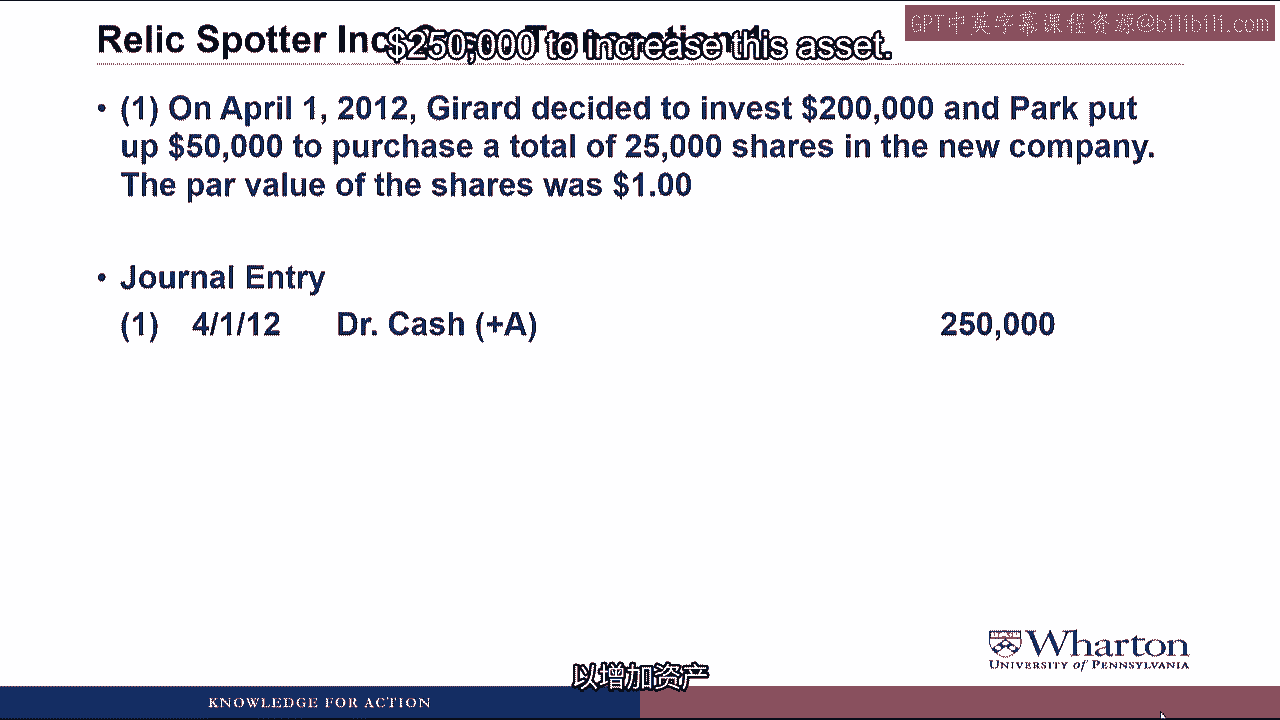 Relic Spotter Inc. Case: Transaction 1
$250,000 to increase this asset.
GPT中英字幕课程资源@bilibili.com
• (1) On April 1, 2012, Girard decided to invest $200,000 and Park put
up $50,000 to purchase a total of 25,000 shares in the new company.
The par value of the shares was $1.00
• Journal Entry
(1) 4/1/12 Dr. Cash (+A) 250,000
Wharton
UNIVERSITY of PENNSYLVANIA
以增加资产
KNOWLEDGE FOR ACTION